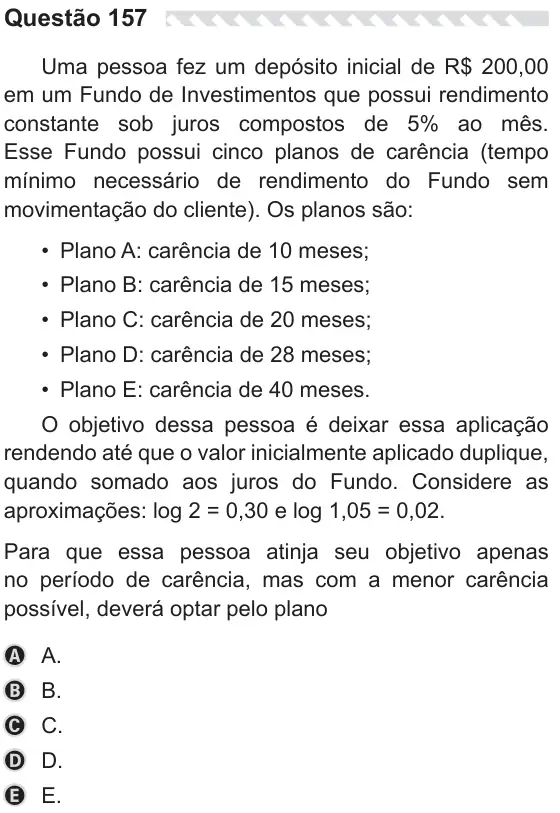 Questão 157
Uma pessoa fez um depósito inicial de R$ 200,00
em um Fundo de Investimentos que possui rendimento
constante sob juros compostos de 5% ao mês.
Esse Fundo possui cinco planos de carência (tempo
mínimo necessário de rendimento do Fundo sem
movimentação do cliente). Os planos são:
• Plano A: carência de 10 meses;
• Plano B: carência de 15 meses;
• Plano C: carência de 20 meses;
• Plano D: carência de 28 meses;
• Plano E: carência de 40 meses.
O objetivo dessa pessoa é deixar essa aplicação
rendendo até que o valor inicialmente aplicado duplique,
quando somado aos juros do Fundo. Considere as
aproximações: log 2 = 0,30 e log 1,05 = 0,02.
Para que essa pessoa atinja seu objetivo apenas
no período de carência, mas com a menor carência
possível, deverá optar pelo plano
A A.
B B.
C C.
D D.
E E.